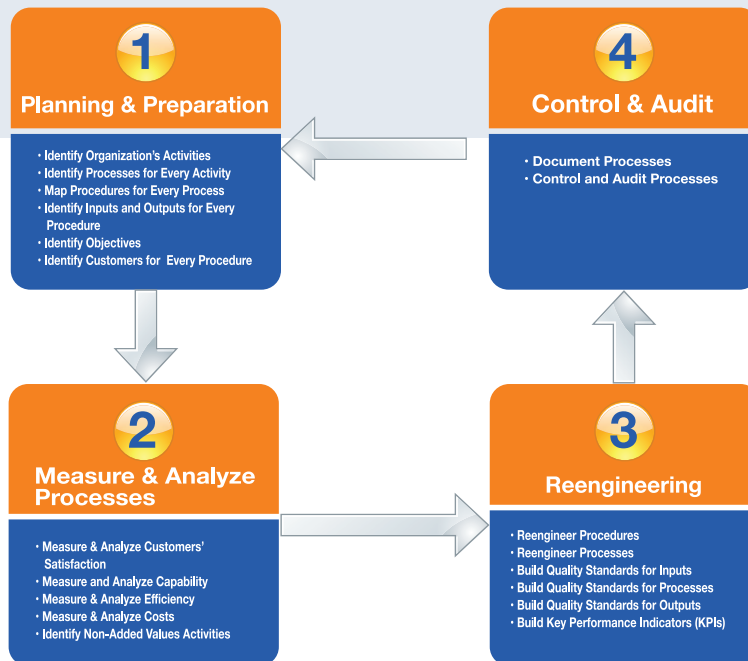 1
Planning & Preparation
· Identify Organization's Activities
· Identify Processes for Every Activity
· Map Procedures for Every Process
· Identify Inputs and Outputs for Every
Procedure
· Identify Objectives
· Identify Customers for Every Procedure
2
Measure & Analyze
Processes
· Measure & Analyze Customers'
Satisfaction
· Measure and Analyze Capability
· Measure & Analyze Efficiency
· Measure & Analyze Costs
· Identify Non-Added Values Activities
3
Reengineering
· Reengineer Procedures
· Reengineer Processes
· Build Quality Standards for Inputs
· Build Quality Standards for Processes
· Build Quality Standards for Outputs
· Build Key Performance Indicators (KPIs)
4
Control & Audit
· Document Processes
· Control and Audit Processes